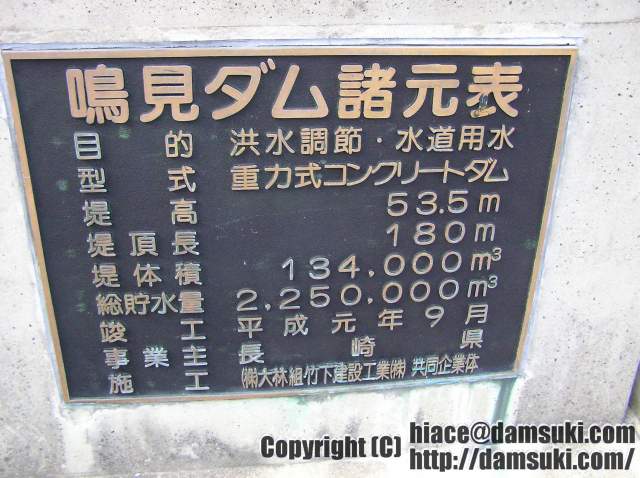 鳴見ダム諸元表
目的 洪水調節・水道用水
型式 重力式コンクリートダム
堤高 53.5m
堤頂長 180m
堤体積 134,000m³
総貯水量 2,250,000m³
竣工 平成元年9月
事業主 長崎県
施工 ㈱大林組・竹下建設工業㈱ 共同企業体
Copyright (C) hiace@damsuki.com
http://damsuki.com/